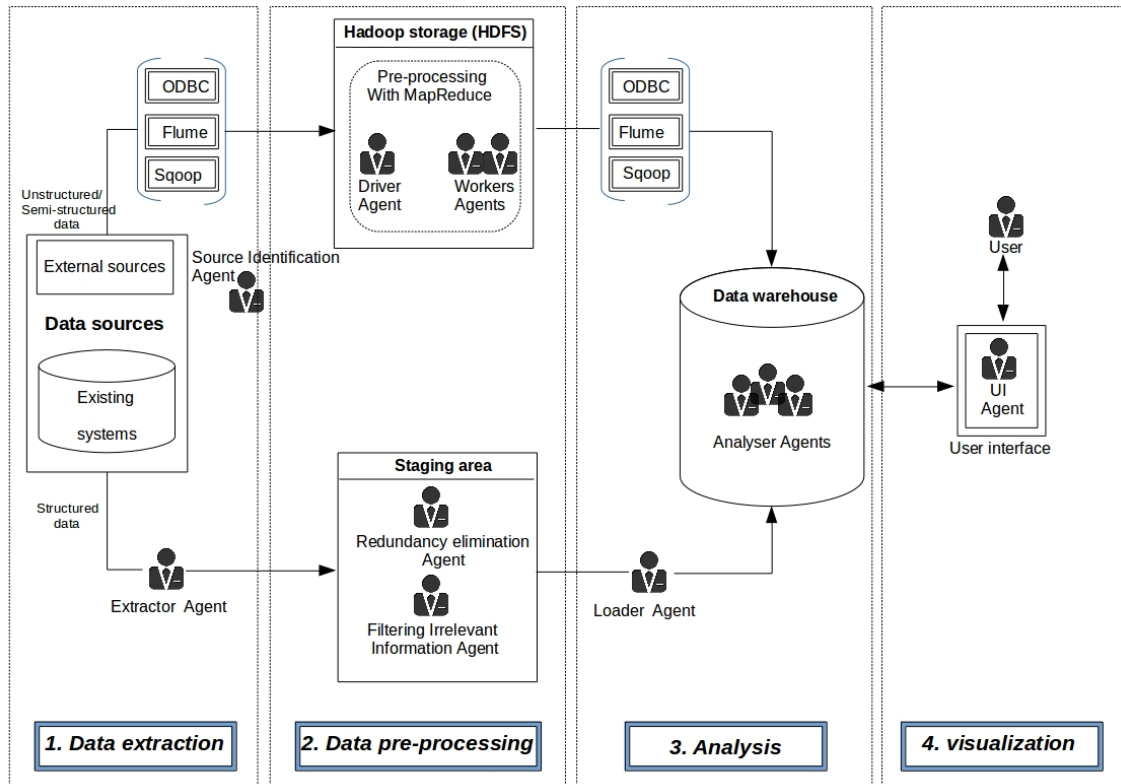 ODBC
Flume
Sqoop
Unstructured/
Semi-structured
data
External sources
Data sources
Existing
systems
Source Identification
Agent
Structured
data
Extractor Agent
1. Data extraction
Hadoop storage (HDFS)
Pre-processing
With MapReduce
Driver
Agent
Workers
Agents
Staging area
Redundancy elimination
Agent
Filtering Irrelevant
Information Agent
2. Data pre-processing
ODBC
Flume
Sqoop
Data warehouse
Analyser Agents
Loader Agent
3. Analysis
User
UI
Agent
User interface
4. visualization